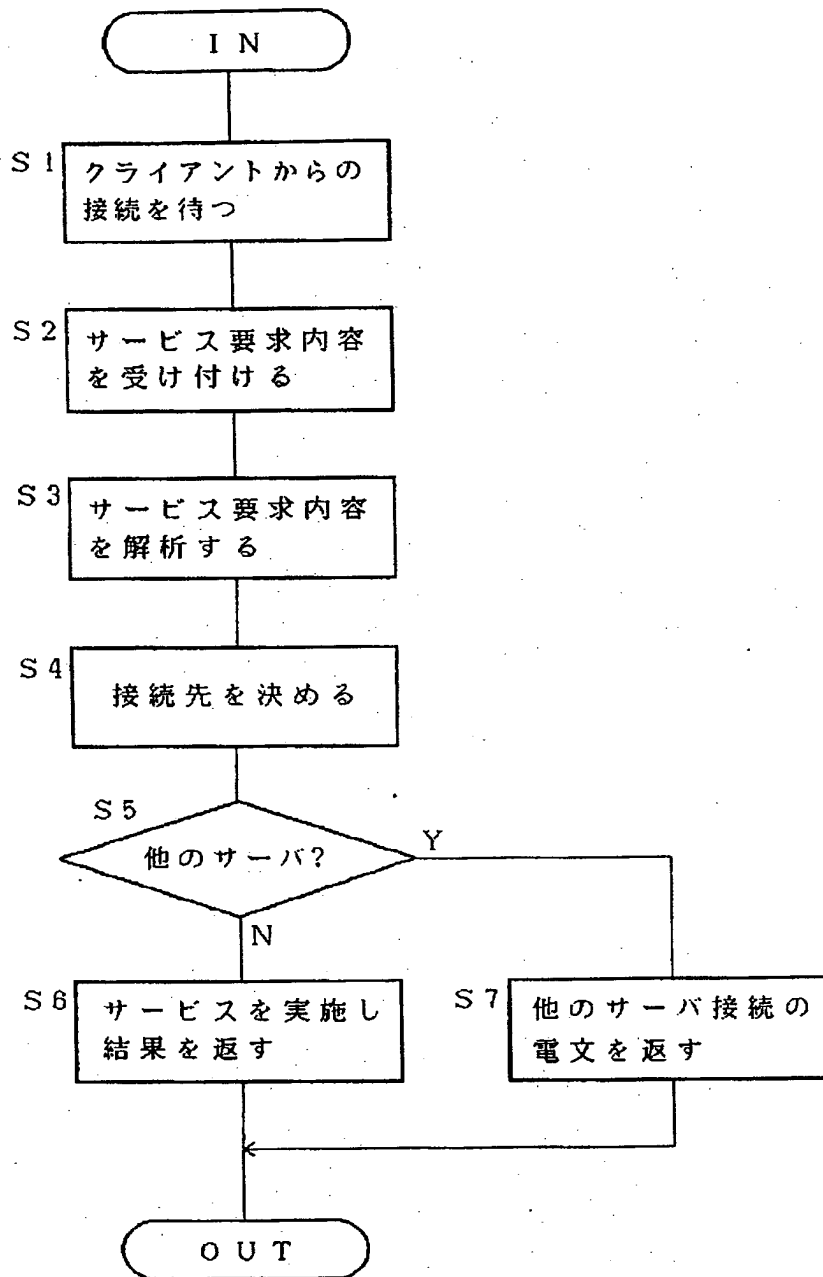 IN
S1
クライアントからの
接続を待つ
S2
サービス要求内容
を受け付ける
S3
サービス要求内容
を解析する
S4
接続先を決める
S5
他のサーバ?
Y
N
S6
サービスを実施し
結果を返す
S7
他のサーバ接続の
電文を返す
OUT